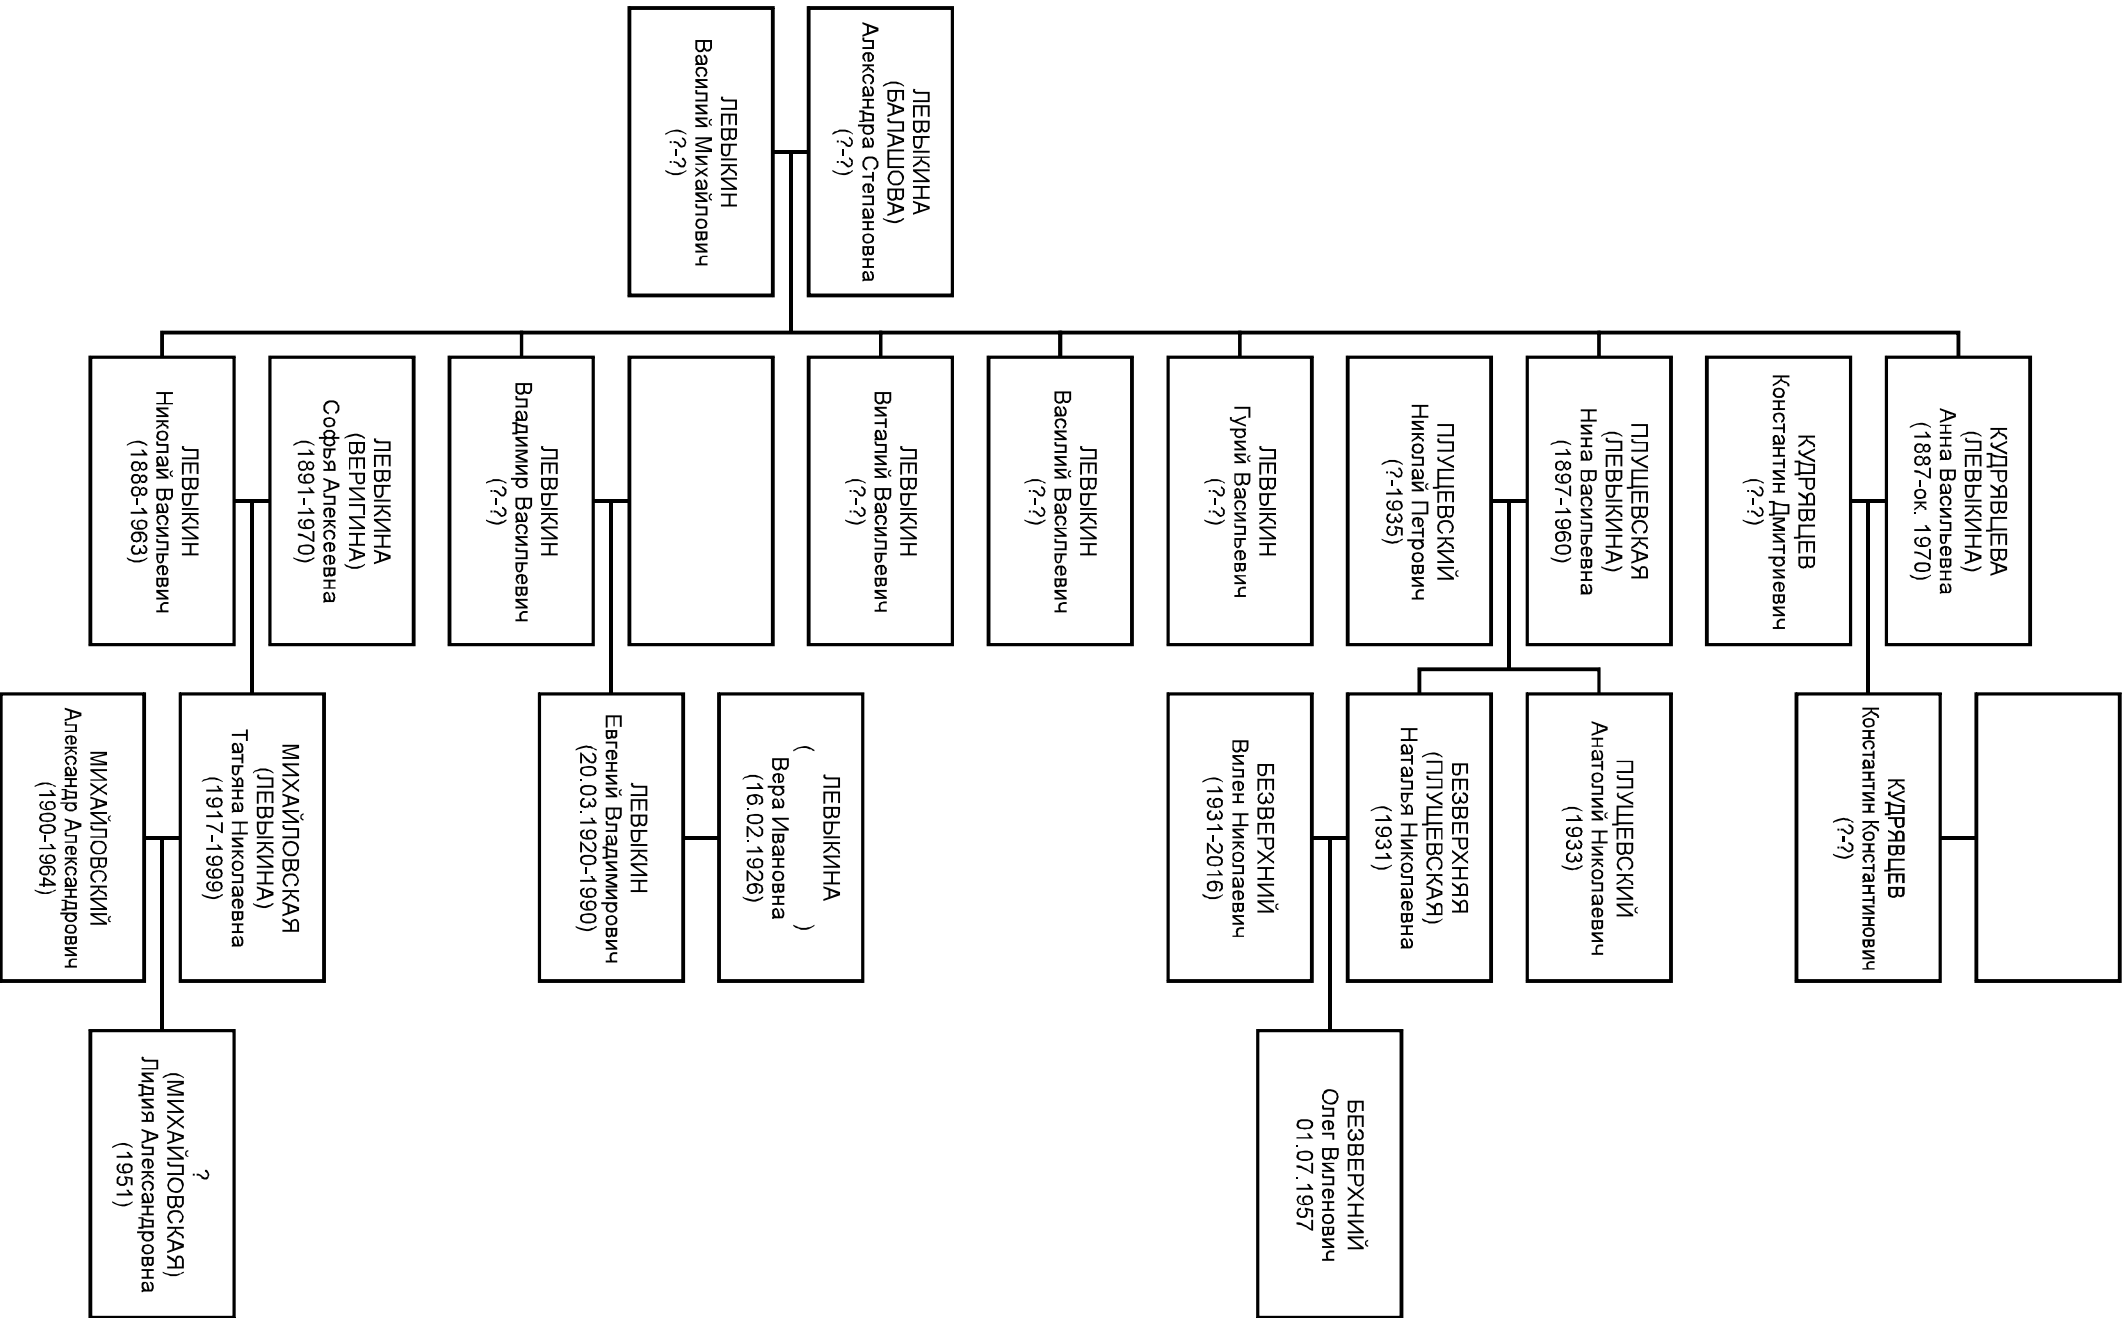 ЛЕВЫКИН
Василий Михайлович
(?-?)
ЛЕВЫКИНА
(БАЛАШОВА)
Александра Степановна
(?-?)
ЛЕВЫКИН
Николай Васильевич
(1888-1963)
ЛЕВЫКИНА
(ВЕРИГИНА)
Софья Алексеевна
(1891-1970)
ЛЕВЫКИН
Владимир Васильевич
(?-?)
ЛЕВЫКИН
Виталий Васильевич
(?-?)
ЛЕВЫКИН
Василий Васильевич
(?-?)
ЛЕВЫКИН
Гурий Васильевич
(?-?)
ПЛУЩЕВСКИЙ
Николай Петрович
(?-1935)
ПЛУЩЕВСКАЯ
(ЛЕВЫКИНА)
Нина Васильевна
(1897-1960)
КУДРЯВЦЕВ
Константин Дмитриевич
(?-?)
КУДРЯВЦЕВА
(ЛЕВЫКИНА)
Анна Васильевна
(1887-ок. 1970)
МИХАЙЛОВСКИЙ
Александр Александрович
(1900-1964)
МИХАЙЛОВСКАЯ
(ЛЕВЫКИНА)
Татьяна Николаевна
(1917-1999)
ЛЕВЫКИН
Евгений Владимирович
(20.03.1920-1990)
ЛЕВЫКИНА
( )
Вера Ивановна
(16.02.1926)
БЕЗВЕРХНИЙ
Вилен Николаевич
(1931-2016)
БЕЗВЕРХНЯЯ
(ПЛУЩЕВСКАЯ)
Наталья Николаевна
(1931)
ПЛУЩЕВСКИЙ
Анатолий Николаевич
(1933)
КУДРЯВЦЕВ
Константин Константинович
(?-?)
?
(МИХАЙЛОВСКАЯ)
Лидия Александровна
(1951)
БЕЗВЕРХНИЙ
Олег Виленович
01.07.1957